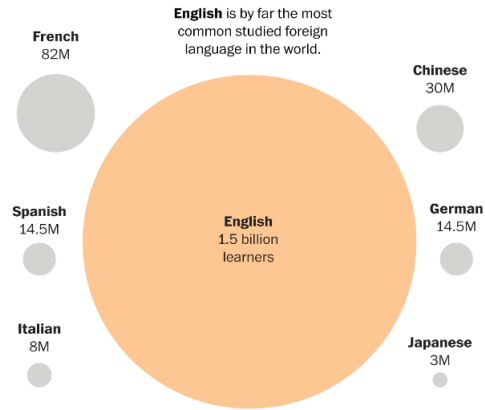 English is by far the most
common studied foreign
language in the world.
French
82M
Chinese
30M
Spanish
14.5M
English
1.5 billion
learners
German
14.5M
Italian
8M
Japanese
3M